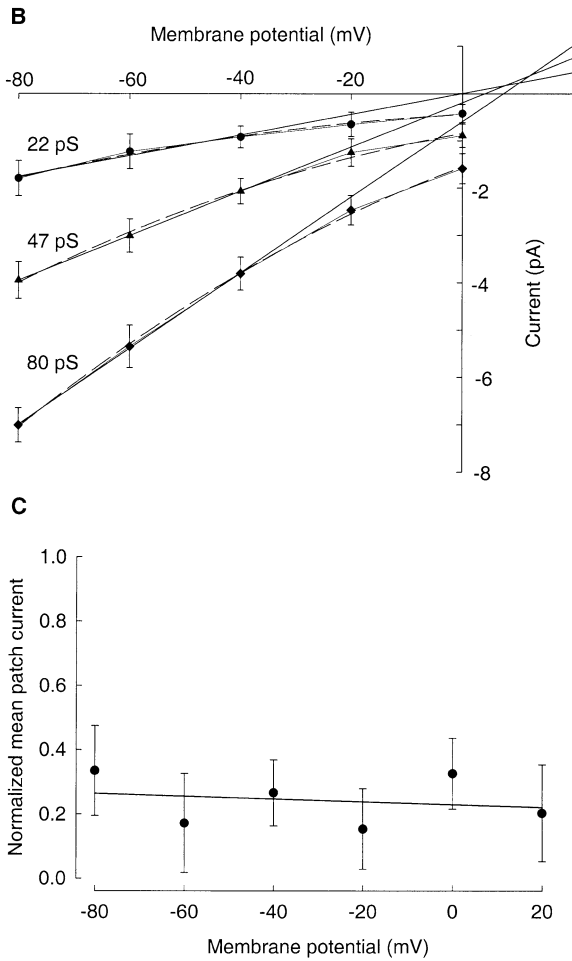 B
Membrane potential (mV)
-80 -60 -40 -20
22 pS
47 pS
80 pS
-2
-4
-6
-8
Current (pA)
C
Normalized mean patch current
1.0
0.8
0.6
0.4
0.2
0.0
-80 -60 -40 -20 0 20
Membrane potential (mV)